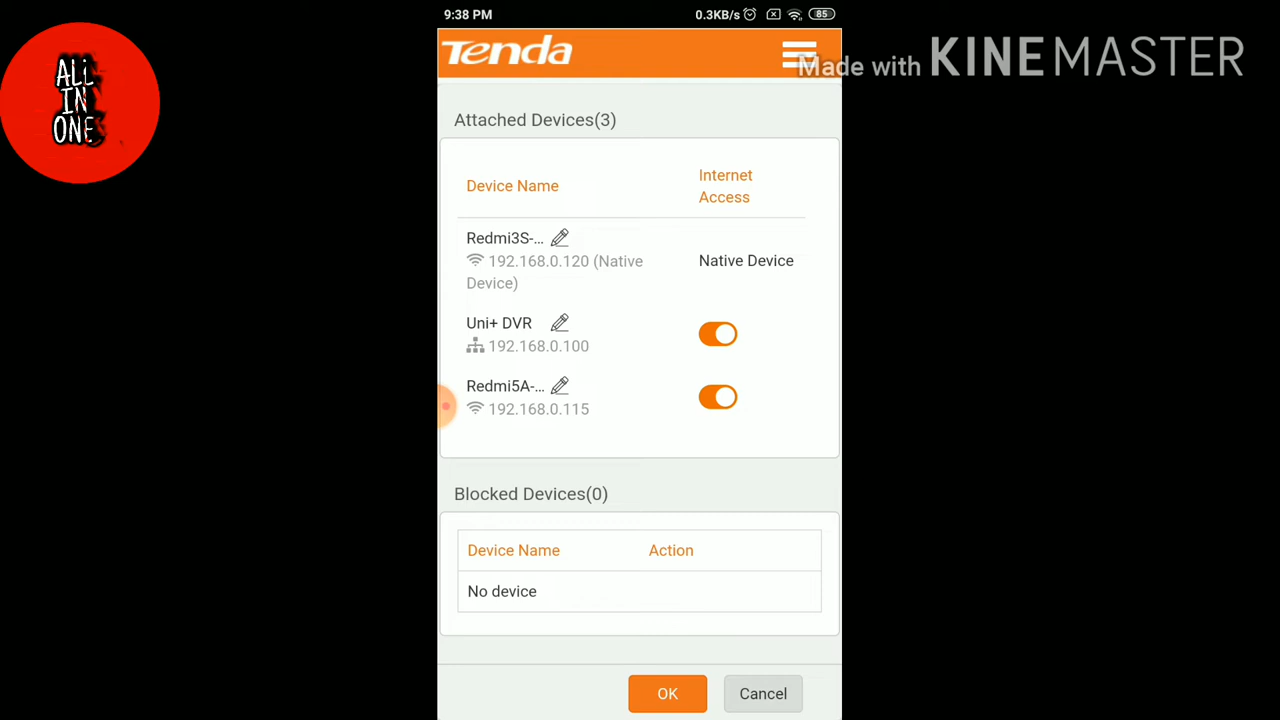 9:38 PM
0.3KB/s
85
Tenda
Made with KINEMASTER
ALL
IN
ONE
Attached Devices(3)
Device Name
Internet
Access
Redmi3S-...
192.168.0.120 (Native
Device)
Native Device
Uni+ DVR
192.168.0.100
Redmi5A-...
192.168.0.115
Blocked Devices(0)
Device Name
Action
No device
OK
Cancel